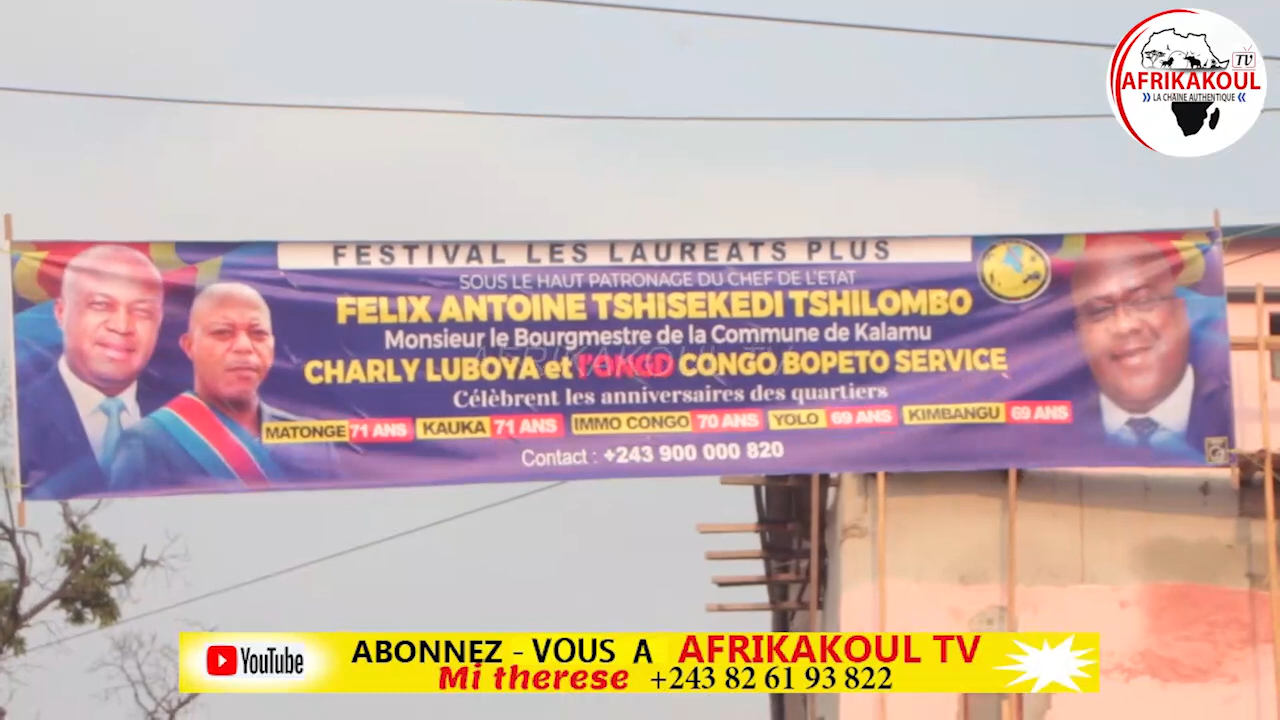 TV
AFRIKAKOUL
LA CHAINE AUTHENTIQUE
FESTIVAL LES LAUREATS PLUS
SOUS LE HAUT PATRONAGE DU CHEF DE L'ETAT
FELIX ANTOINE TSHISEKEDI TSHILOMBO
Monsieur le Bourgmestre de la Commune de Kalamu
AFRIKAKOUL TV
CHARLY LUBOYA et l'ONGD CONGO BOPETO SERVICE
Célèbrent les anniversaires des quartiers
MATONGE 71 ANS KAUKA 71 ANS IMMO CONGO 70 ANS YOLO 69 ANS KIMBANGU 69 ANS
Contact : +243 900 000 820
YouTube
ABONNEZ - VOUS A AFRIKAKOUL TV
Mi therese +243 82 61 93 822